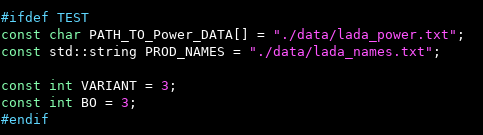 #ifdef TEST
const char PATH_TO_Power_DATA[] = "./data/lada_power.txt";
const std::string PROD_NAMES = "./data/lada_names.txt";

const int VARIANT = 3;
const int BO = 3;
#endif